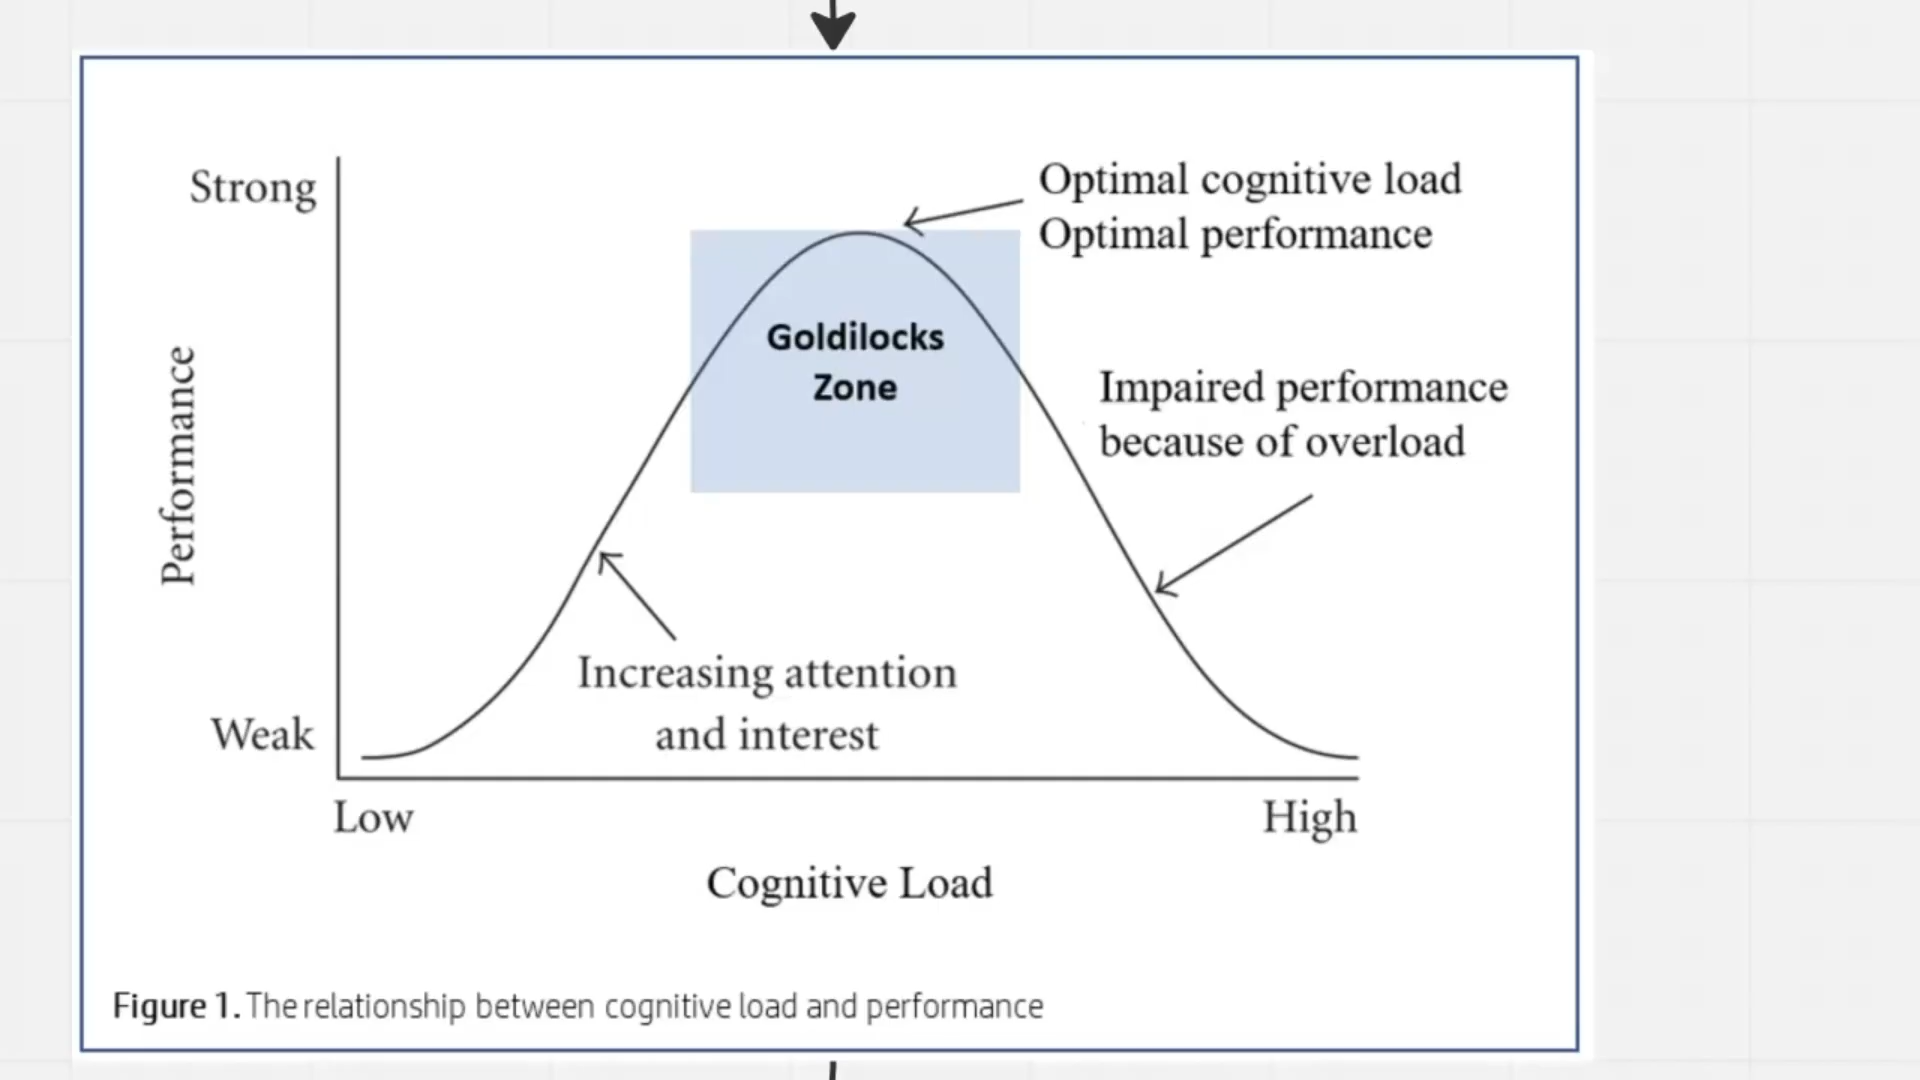 Strong
Optimal cognitive load
Optimal performance
Goldilocks
Zone
Performance
Impaired performance
because of overload
Increasing attention
and interest
Weak
Low
High
Cognitive Load
Figure 1. The relationship between cognitive load and performance